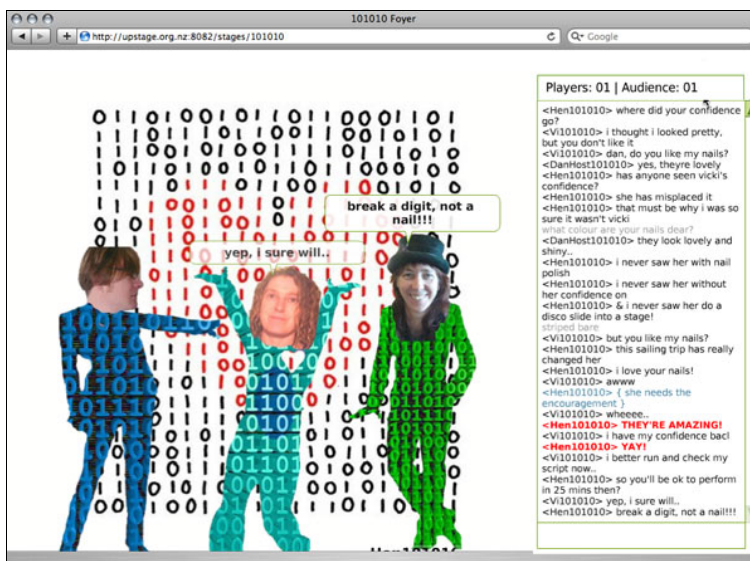 101010 Foyer
http://upstage.org.nz:8082/stages/101010
Google
break a digit, not a
nail!!!
yep, i sure will..
Players: 01 | Audience: 01
<Hen101010> where did your confidence
go?
<Vi101010> i thought i looked pretty,
but you don't like it
<Vi101010> dan, do you like my nails?
<DanHost101010> yes, theyre lovely
<Hen101010> has anyone seen vicki's
confidence?
<Hen101010> she has misplaced it
<Hen101010> that must be why i was so
sure it wasn't vicki
what colour are your nails dear?
<DanHost101010> they look lovely and
shiny..
<Hen101010> i never saw her with nail
polish
<Hen101010> i never saw her without
her confidence on
<Hen101010> & i never saw her do a
disco slide into a stage!
striped bare
<Vi101010> but you like my nails?
<Hen101010> this sailing trip has really
changed her
<Hen101010> i love your nails!
<Vi101010> awww
<Hen101010> { she needs the
encouragement }
<Vi101010> wheeee..
<Hen101010> THEY'RE AMAZING!
<Vi101010> i have my confidence bacl
<Hen101010> YAY!
<Vi101010> i better run and check my
script now..
<Hen101010> so you'll be ok to perform
in 25 mins then?
<Vi101010> yep, i sure will..
<Hen101010> break a digit, not a nail!!!